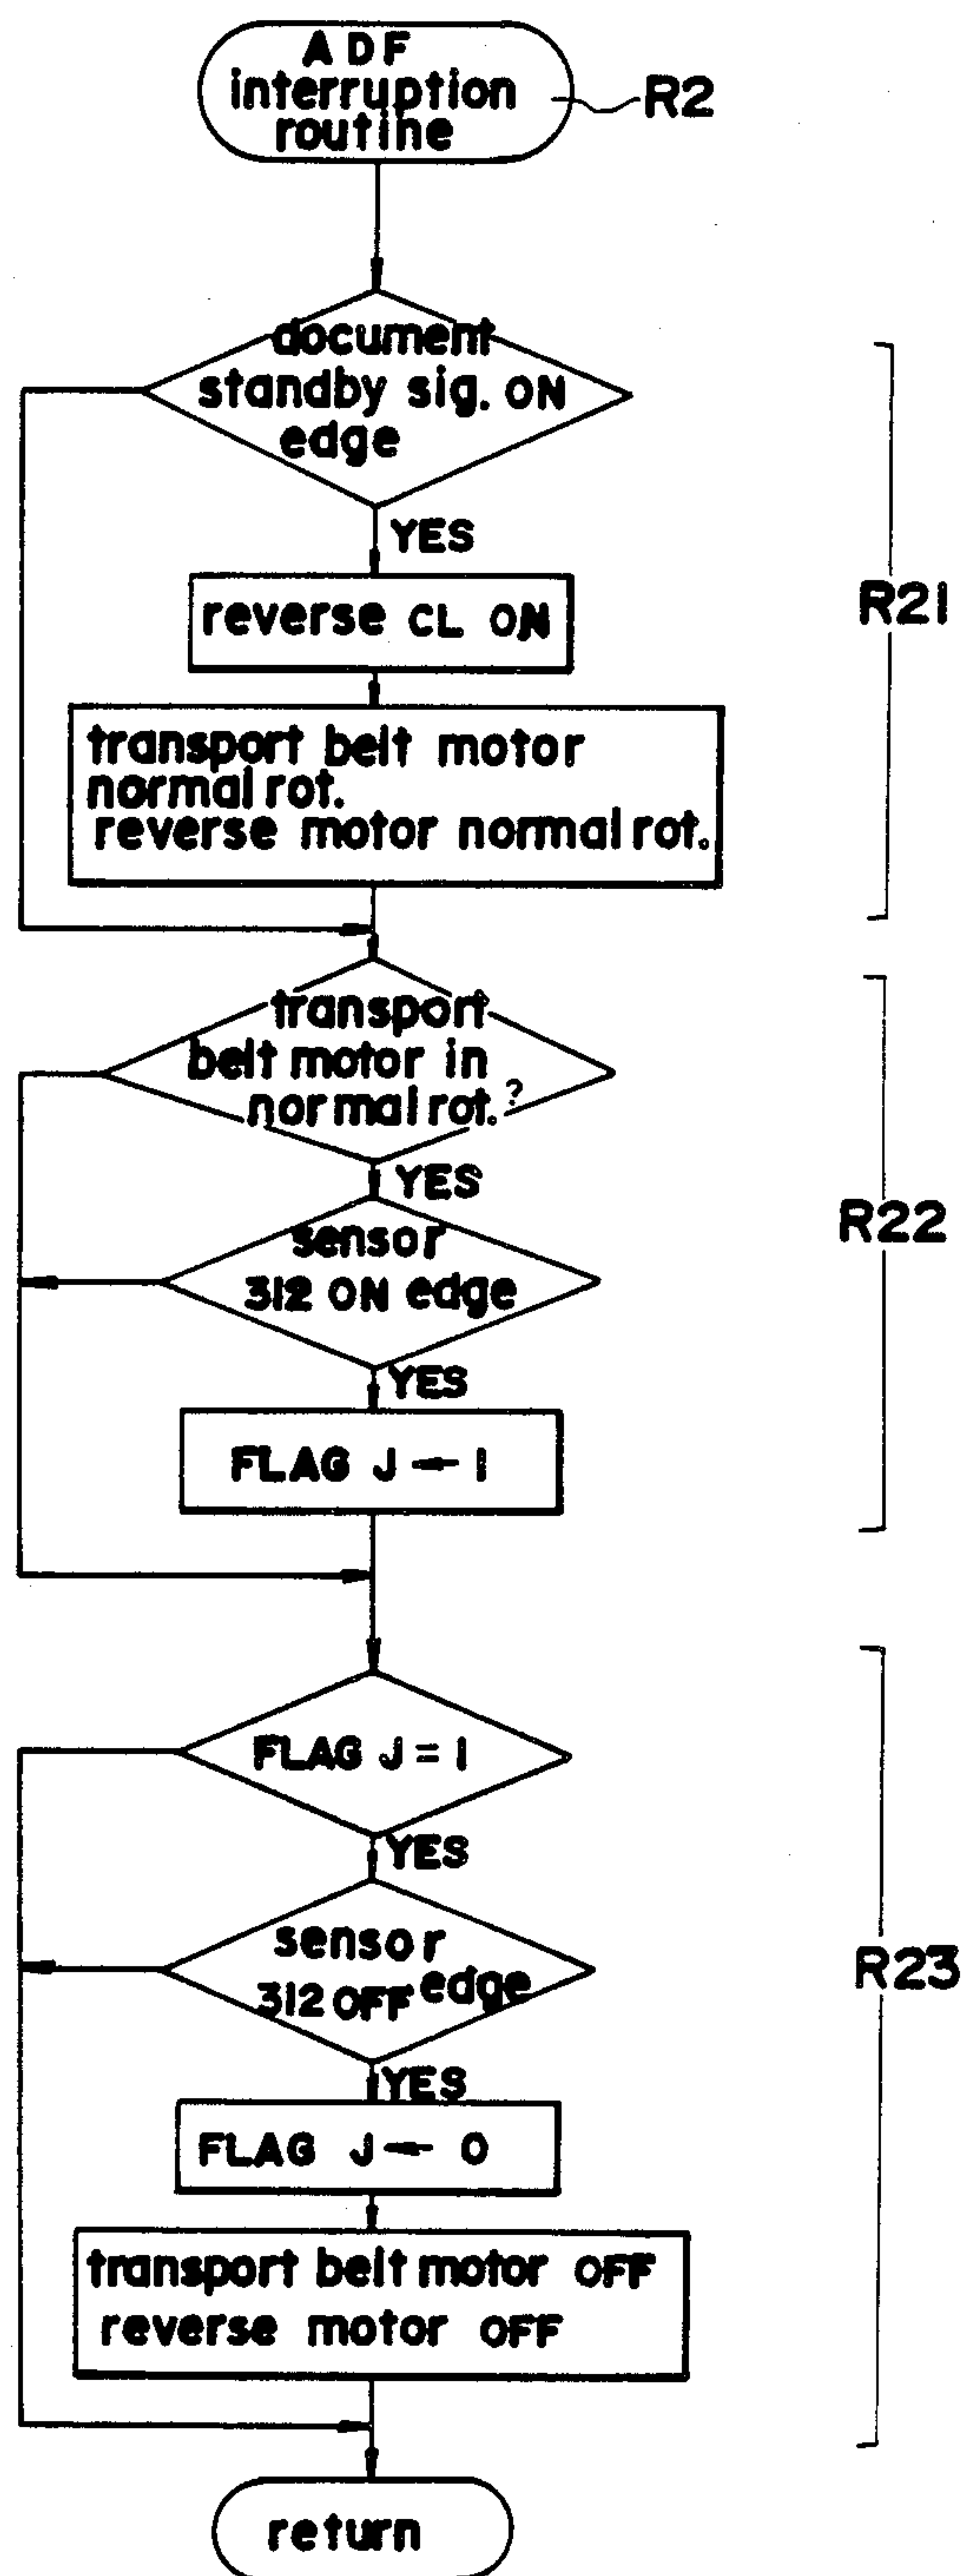 ADF
interruption
routine
R2
document
standby sig. ON
edge
YES
reverse CL ON
R21
transport belt motor
normal rot.
reverse motor normal rot.
transport
belt motor in
normal rot.?
YES
R22
sensor
312 ON edge
YES
FLAG J ← 1
FLAG J = 1
YES
sensor
312 OFF edge
R23
YES
FLAG J ← 0
transport belt motor OFF
reverse motor OFF
return